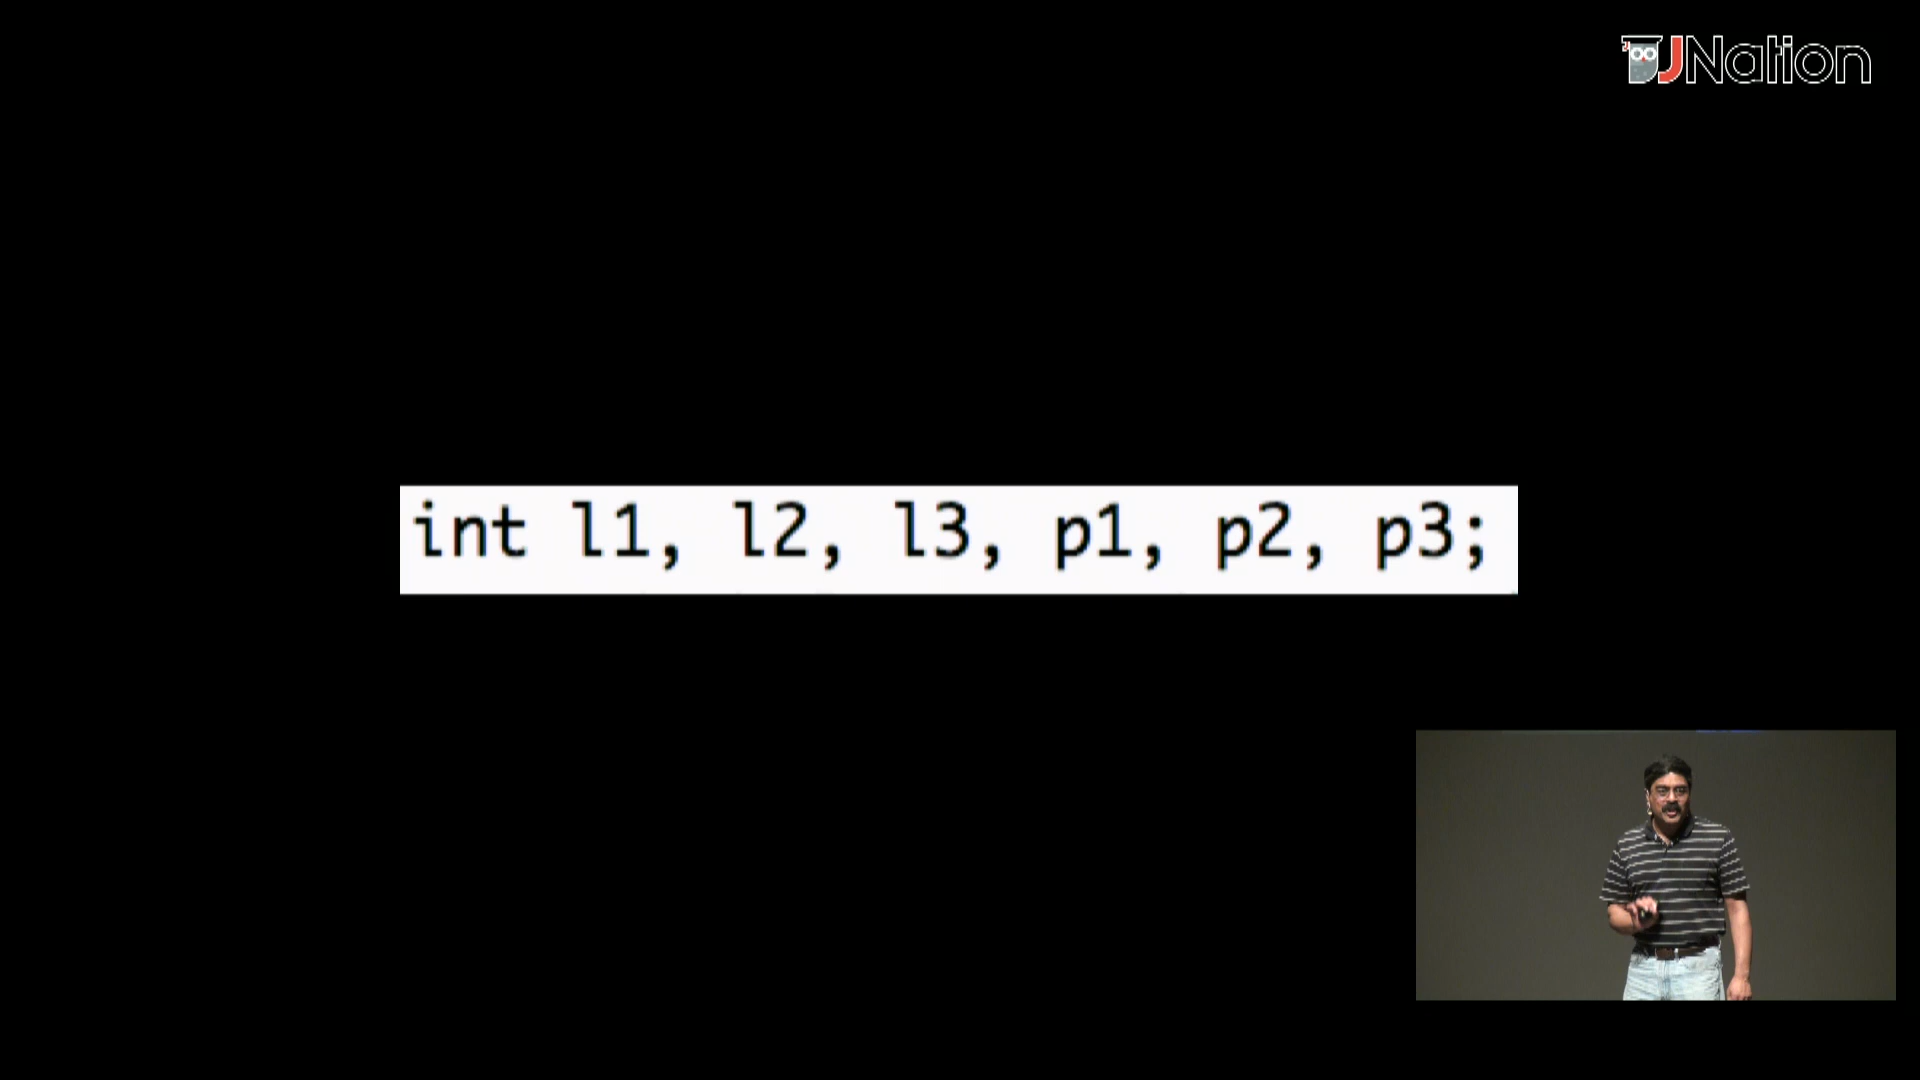 JNation
int l1, l2, l3, p1, p2, p3;